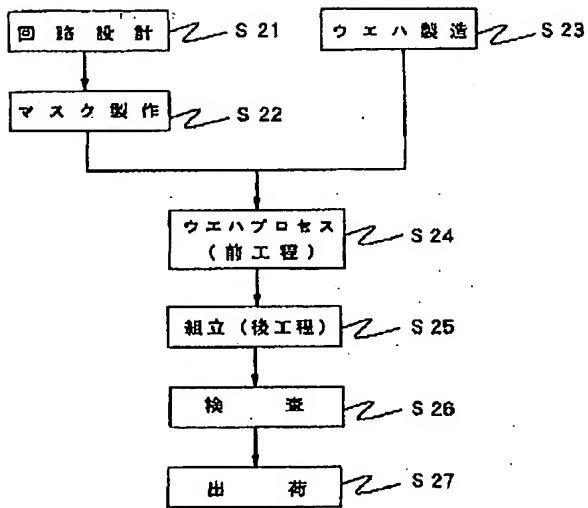 回路設計 S21
ウエハ製造 S23
マスク製作 S22
ウエハプロセス
(前工程) S24
組立(後工程) S25
検査 S26
出荷 S27